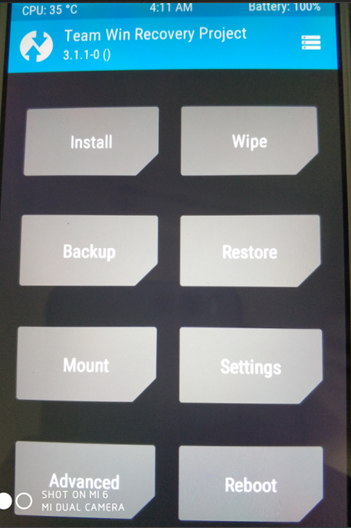 CPU: 35 °C 4:11 AM Battery: 100%
Team Win Recovery Project
3.1.1-0 ()
Install Wipe
Backup Restore
Mount Settings
Advanced Reboot
SHOT ON MI 6
MI DUAL CAMERA